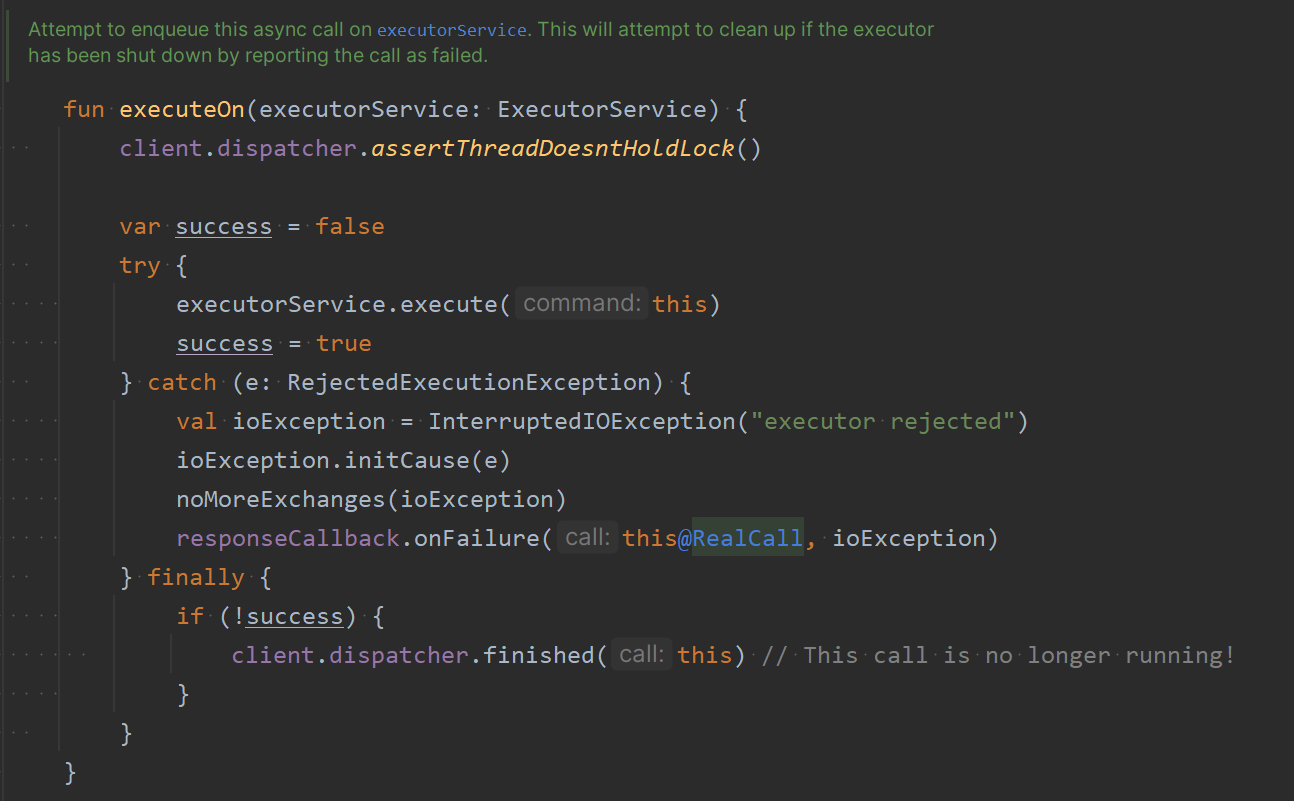 Attempt to enqueue this async call on executorService. This will attempt to clean up if the executor
has been shut down by reporting the call as failed.
fun executeOn(executorService: ExecutorService) {
client.dispatcher.assertThreadDoesntHoldLock()
var success = false
try {
executorService.execute( command: this)
success = true
} catch (e: RejectedExecutionException) {
val ioException = InterruptedIOException("executor rejected")
ioException.initCause(e)
noMoreExchanges(ioException)
responseCallback.onFailure( call: this@RealCall, ioException)
} finally {
if (!success) {
client.dispatcher.finished( call: this) // This call is no longer running!
}
}
}